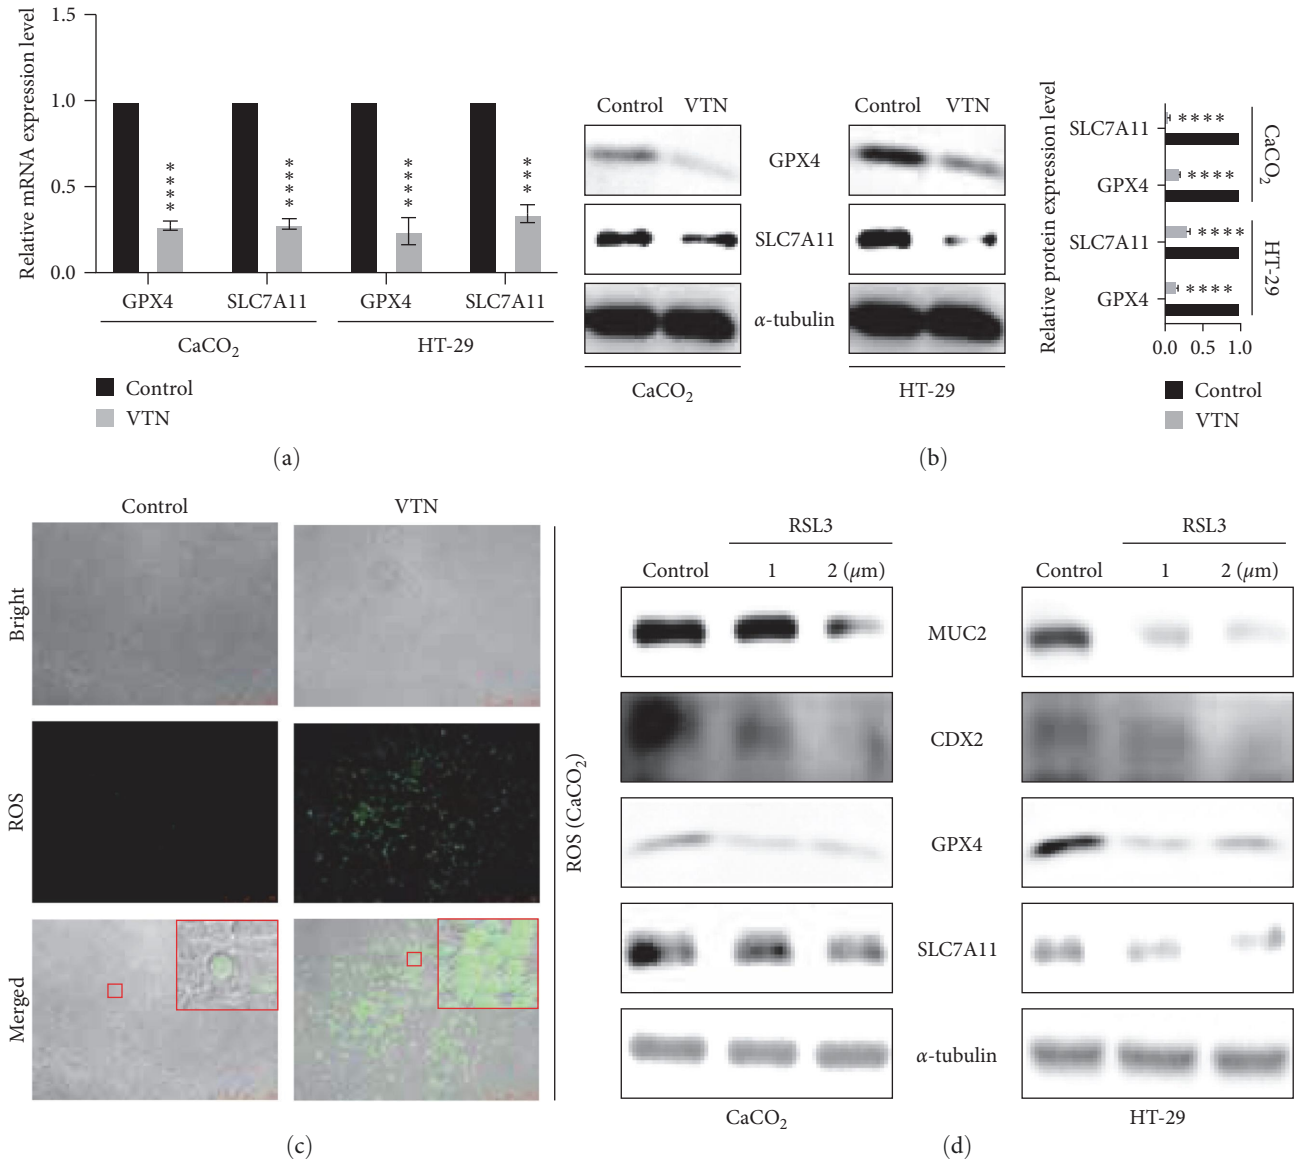 Relative mRNA expression level
1.5
1.0
0.5
0.0
****
****
****
***
GPX4 SLC7A11 GPX4 SLC7A11
CaCO2 HT-29
Control
VTN
(a)
Control VTN Control VTN
GPX4
SLC7A11
α-tubulin
CaCO2 HT-29
Relative protein expression level
SLC7A11 ****
GPX4 ****
SLC7A11 ****
GPX4 ****
CaCO2
HT-29
0.0 0.5 1.0
Control
VTN
(b)
Control VTN
Bright
ROS
Merged
ROS (CaCO2)
(c)
RSL3 RSL3
Control 1 2 (μm) Control 1 2 (μm)
MUC2
CDX2
GPX4
SLC7A11
α-tubulin
CaCO2 HT-29
(d)